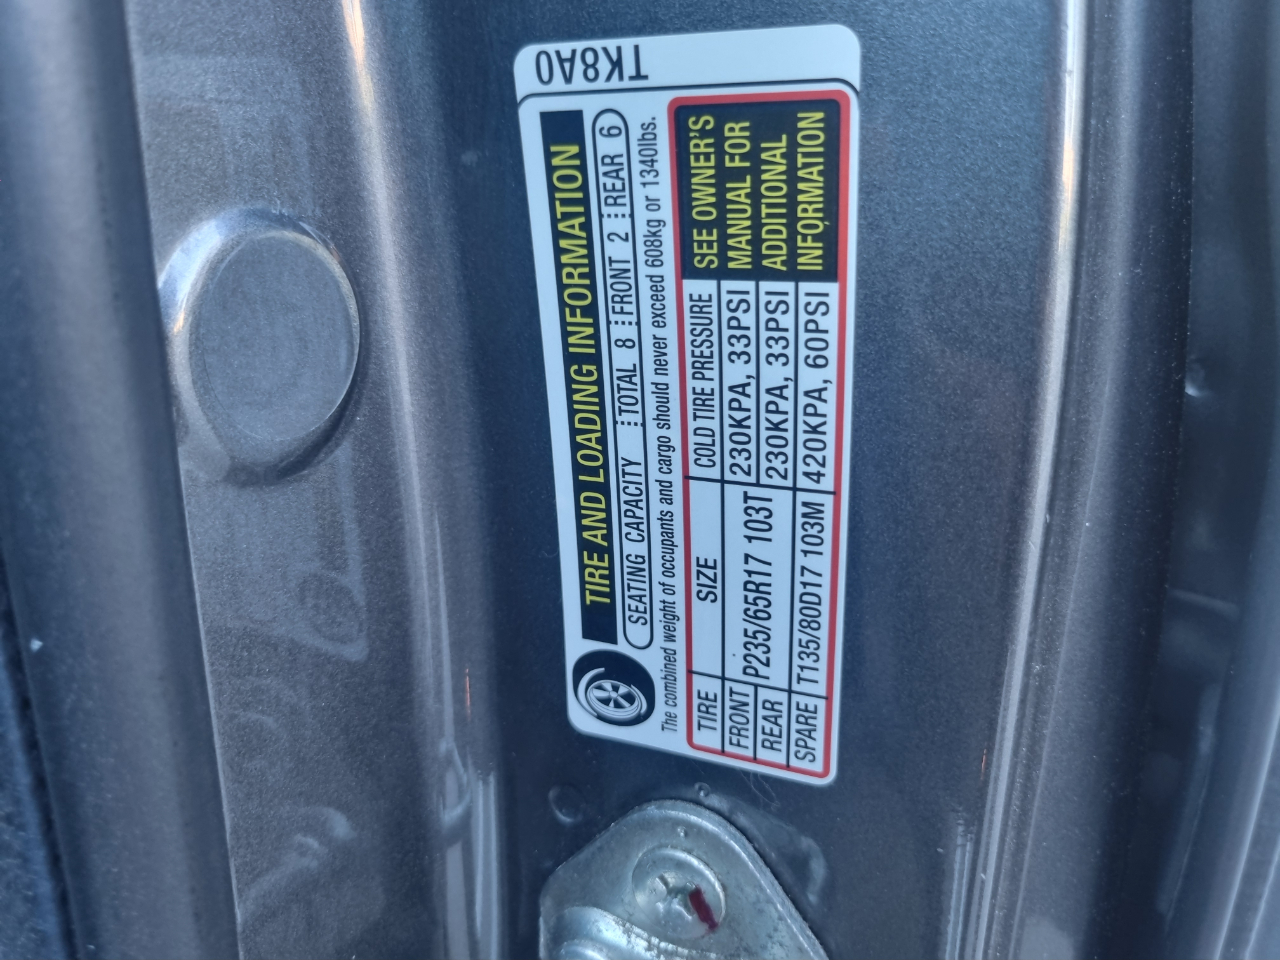 TK8A0
TIRE AND LOADING INFORMATION
SEATING CAPACITY TOTAL 8 FRONT 2 REAR 6
The combined weight of occupants and cargo should never exceed 608kg or 1340lbs.
TIRE SIZE COLD TIRE PRESSURE
FRONT P235/65R17 103T 230KPA, 33PSI
REAR 230KPA, 33PSI
SPARE T135/80D17 103M 420KPA, 60PSI
SEE OWNER'S
MANUAL FOR
ADDITIONAL
INFORMATION